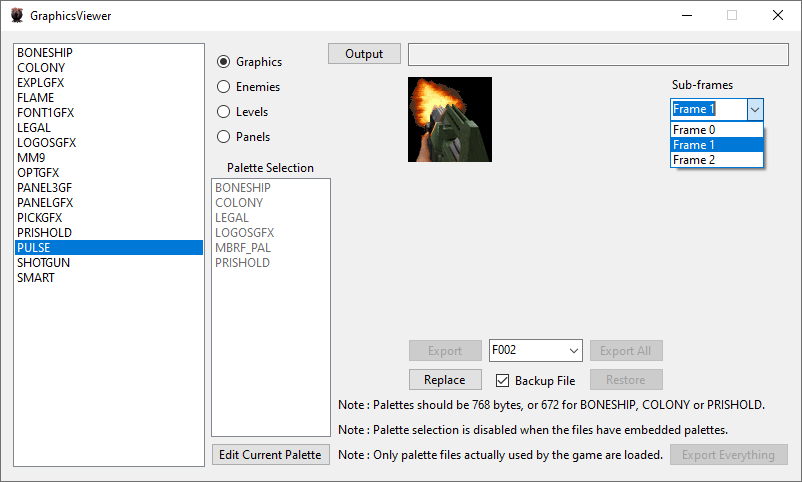 GraphicsViewer
BONESHIP
COLONY
EXPLGFX
FLAME
FONT1GFX
LEGAL
LOGOSGFX
MM9
OPTGFX
PANEL3GF
PANELGFX
PICKGFX
PRISHOLD
PULSE
SHOTGUN
SMART
Graphics
Enemies
Levels
Panels
Palette Selection
BONESHIP
COLONY
LEGAL
LOGOSGFX
MBRF_PAL
PRISHOLD
Edit Current Palette
Output
Sub-frames
Frame 1
Frame 0
Frame 1
Frame 2
Export
F002
Export All
Replace
Backup File
Restore
Note : Palettes should be 768 bytes, or 672 for BONESHIP, COLONY or PRISHOLD.
Note : Palette selection is disabled when the files have embedded palettes.
Note : Only palette files actually used by the game are loaded.
Export Everything